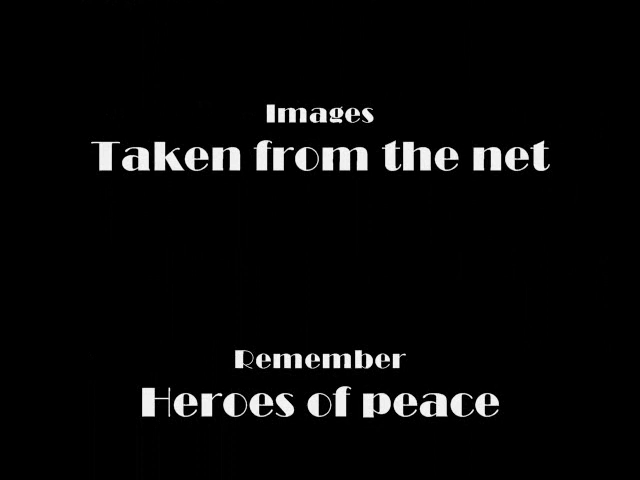 Images
Taken from the net
Remember
Heroes of peace